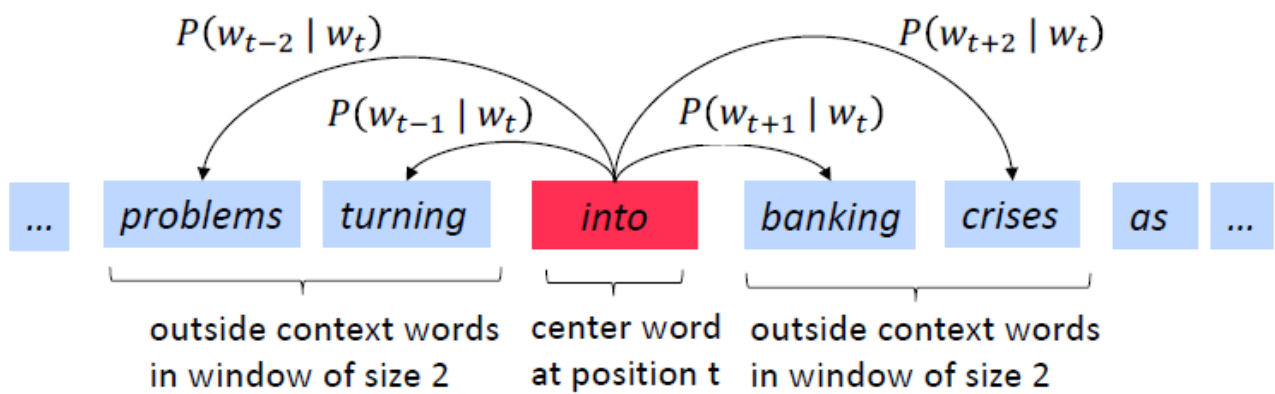 P(w_{t−2} | w_t)
P(w_{t+2} | w_t)
P(w_{t−1} | w_t)
P(w_{t+1} | w_t)
... problems turning into banking crises as ...
outside context words center word outside context words
in window of size 2 at position t in window of size 2